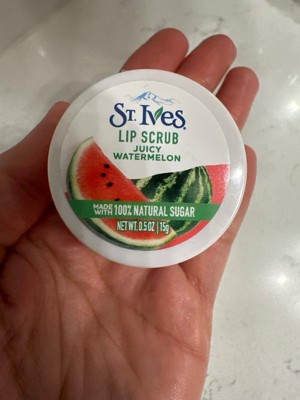 St. Ives.
LIP SCRUB
JUICY
WATERMELON
MADE
WITH 100% NATURAL SUGAR
NET WT. 0.5 OZ | 15g